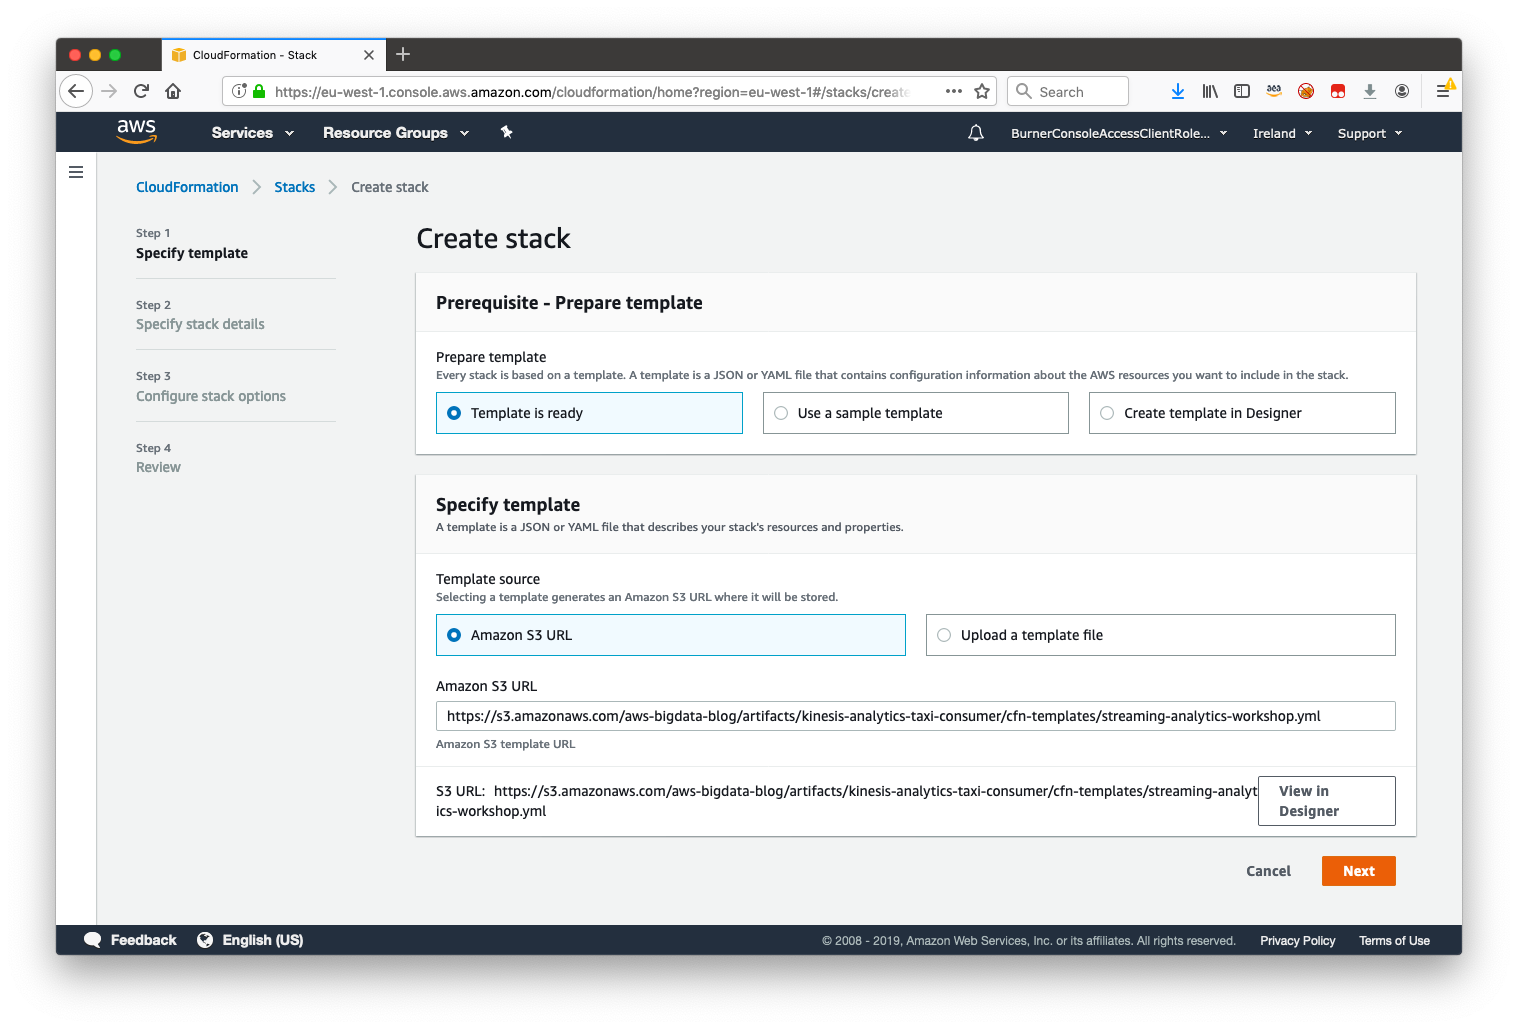 CloudFormation - Stack
https://eu-west-1.console.aws.amazon.com/cloudformation/home?region=eu-west-1#/stacks/create
Search
aws
Services
Resource Groups
BurnerConsoleAccessClientRole...
Ireland
Support
CloudFormation
Stacks
Create stack
Step 1
Specify template
Step 2
Specify stack details
Step 3
Configure stack options
Step 4
Review
Create stack
Prerequisite - Prepare template
Prepare template
Every stack is based on a template. A template is a JSON or YAML file that contains configuration information about the AWS resources you want to include in the stack.
Template is ready
Use a sample template
Create template in Designer
Specify template
A template is a JSON or YAML file that describes your stack's resources and properties.
Template source
Selecting a template generates an Amazon S3 URL where it will be stored.
Amazon S3 URL
Upload a template file
Amazon S3 URL
https://s3.amazonaws.com/aws-bigdata-blog/artifacts/kinesis-analytics-taxi-consumer/cfn-templates/streaming-analytics-workshop.yml
Amazon S3 template URL
S3 URL: https://s3.amazonaws.com/aws-bigdata-blog/artifacts/kinesis-analytics-taxi-consumer/cfn-templates/streaming-analyt
ics-workshop.yml
View in
Designer
Cancel
Next
Feedback
English (US)
© 2008 - 2019, Amazon Web Services, Inc. or its affiliates. All rights reserved.
Privacy Policy
Terms of Use